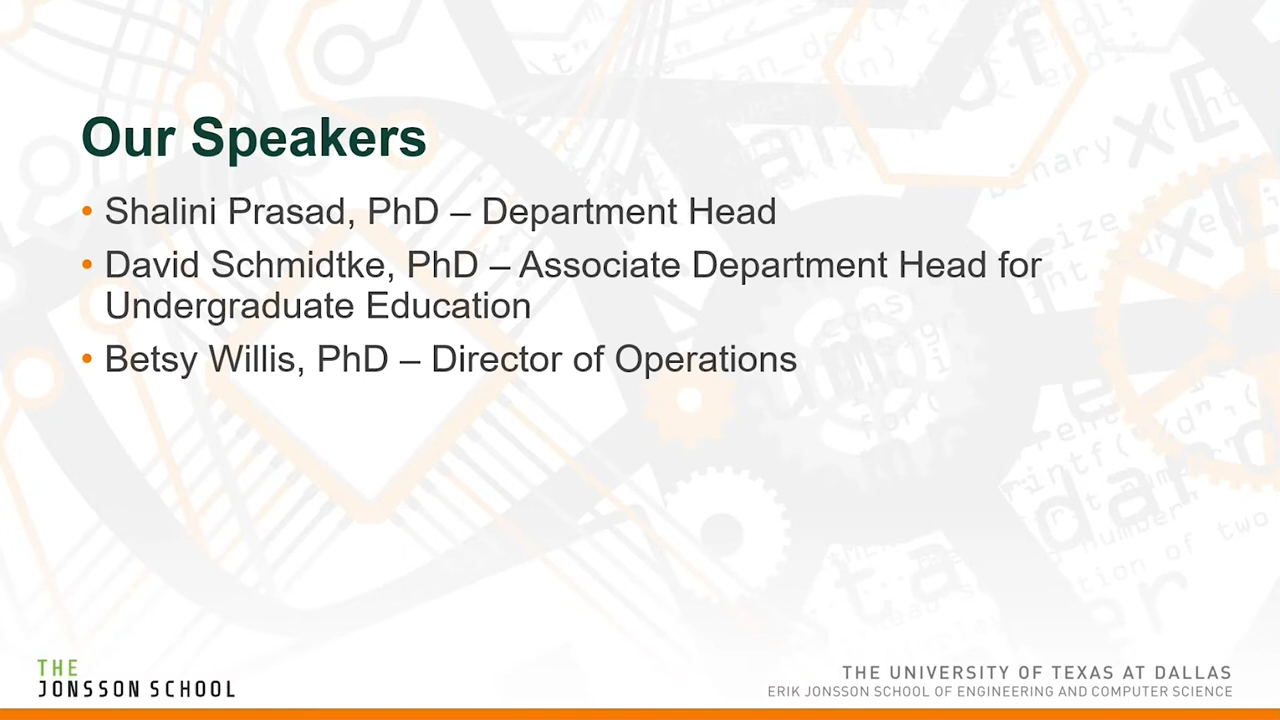 Our Speakers
• Shalini Prasad, PhD – Department Head
• David Schmidtke, PhD – Associate Department Head for
Undergraduate Education
• Betsy Willis, PhD – Director of Operations
THE
JONSSON SCHOOL
THE UNIVERSITY OF TEXAS AT DALLAS
ERIK JONSSON SCHOOL OF ENGINEERING AND COMPUTER SCIENCE